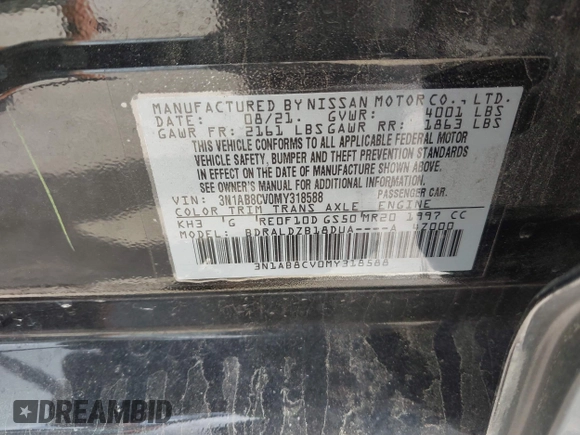 MANUFACTURED BY NISSAN MOTOR CO., LTD.
DATE: 08/21. GVWR: 4001 LBS
GAWR FR: 2161 LBS GAWR RR: 1863 LBS
THIS VEHICLE CONFORMS TO ALL APPLICABLE FEDERAL MOTOR
VEHICLE SAFETY, BUMPER AND THEFT PREVENTION STANDARDS
IN EFFECT ON THE DATE OF MANUFACTURE SHOWN ABOVE.
SEE OWNER'S MANUAL FOR ADDITIONAL INFORMATION.
VIN: 3N1AB8CV0MY318588 PASSENGER CAR.
COLOR TRIM TRANS AXLE ENGINE
KH3 G RE0F10D GS50 MR20 1997 CC
MODEL: BDRALDZB18DUA----A 42000
3N1AB8CV0MY318588
DREAMBID